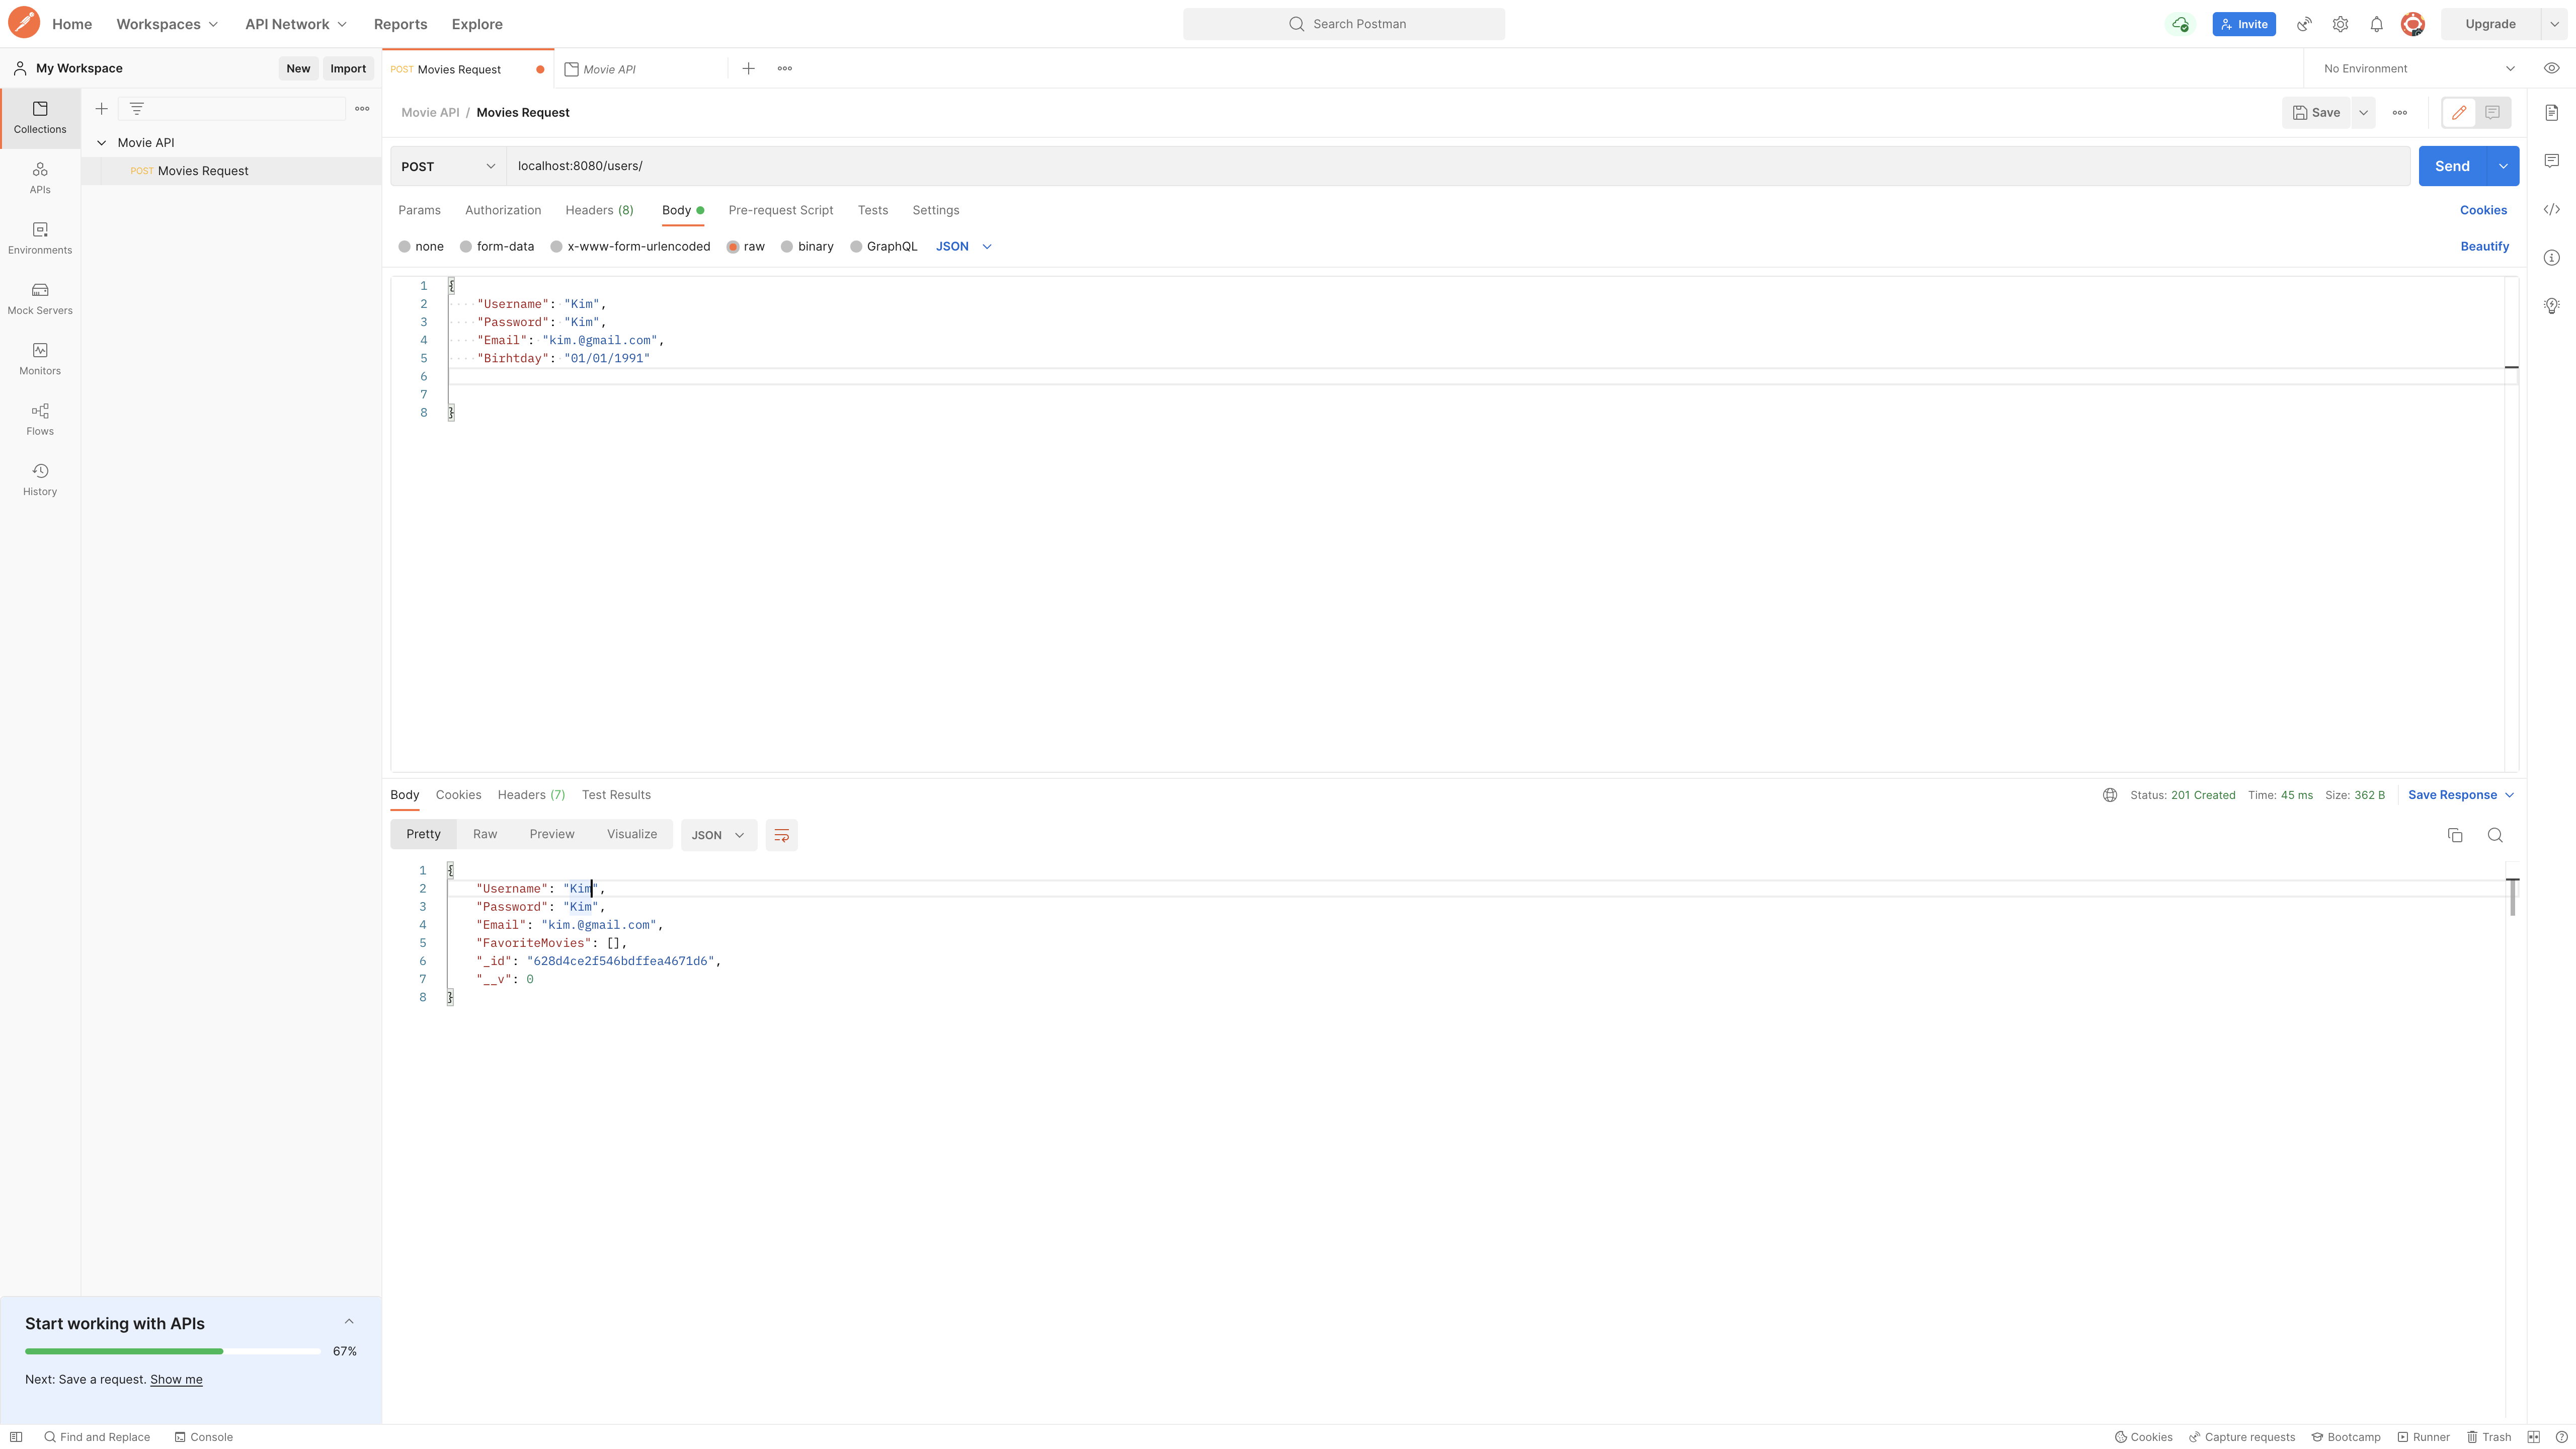 Home Workspaces API Network Reports Explore Search Postman Invite Upgrade
My Workspace New Import POST Movies Request Movie API No Environment
Collections
APIs
Environments
Mock Servers
Monitors
Flows
History
Movie API
POST Movies Request
Movie API / Movies Request Save
POST localhost:8080/users/ Send
Params Authorization Headers (8) Body Pre-request Script Tests Settings Cookies
none form-data x-www-form-urlencoded raw binary GraphQL JSON Beautify
1 {
2 "Username": "Kim",
3 "Password": "Kim",
4 "Email": "kim.@gmail.com",
5 "Birhtday": "01/01/1991"
6
7
8 }
Body Cookies Headers (7) Test Results Status: 201 Created Time: 45 ms Size: 362 B Save Response
Pretty Raw Preview Visualize JSON
1 {
2 "Username": "Kim",
3 "Password": "Kim",
4 "Email": "kim.@gmail.com",
5 "FavoriteMovies": [],
6 "_id": "628d4ce2f546bdffea4671d6",
7 "__v": 0
8 }
Start working with APIs
67%
Next: Save a request. Show me
Find and Replace Console Cookies Capture requests Bootcamp Runner Trash